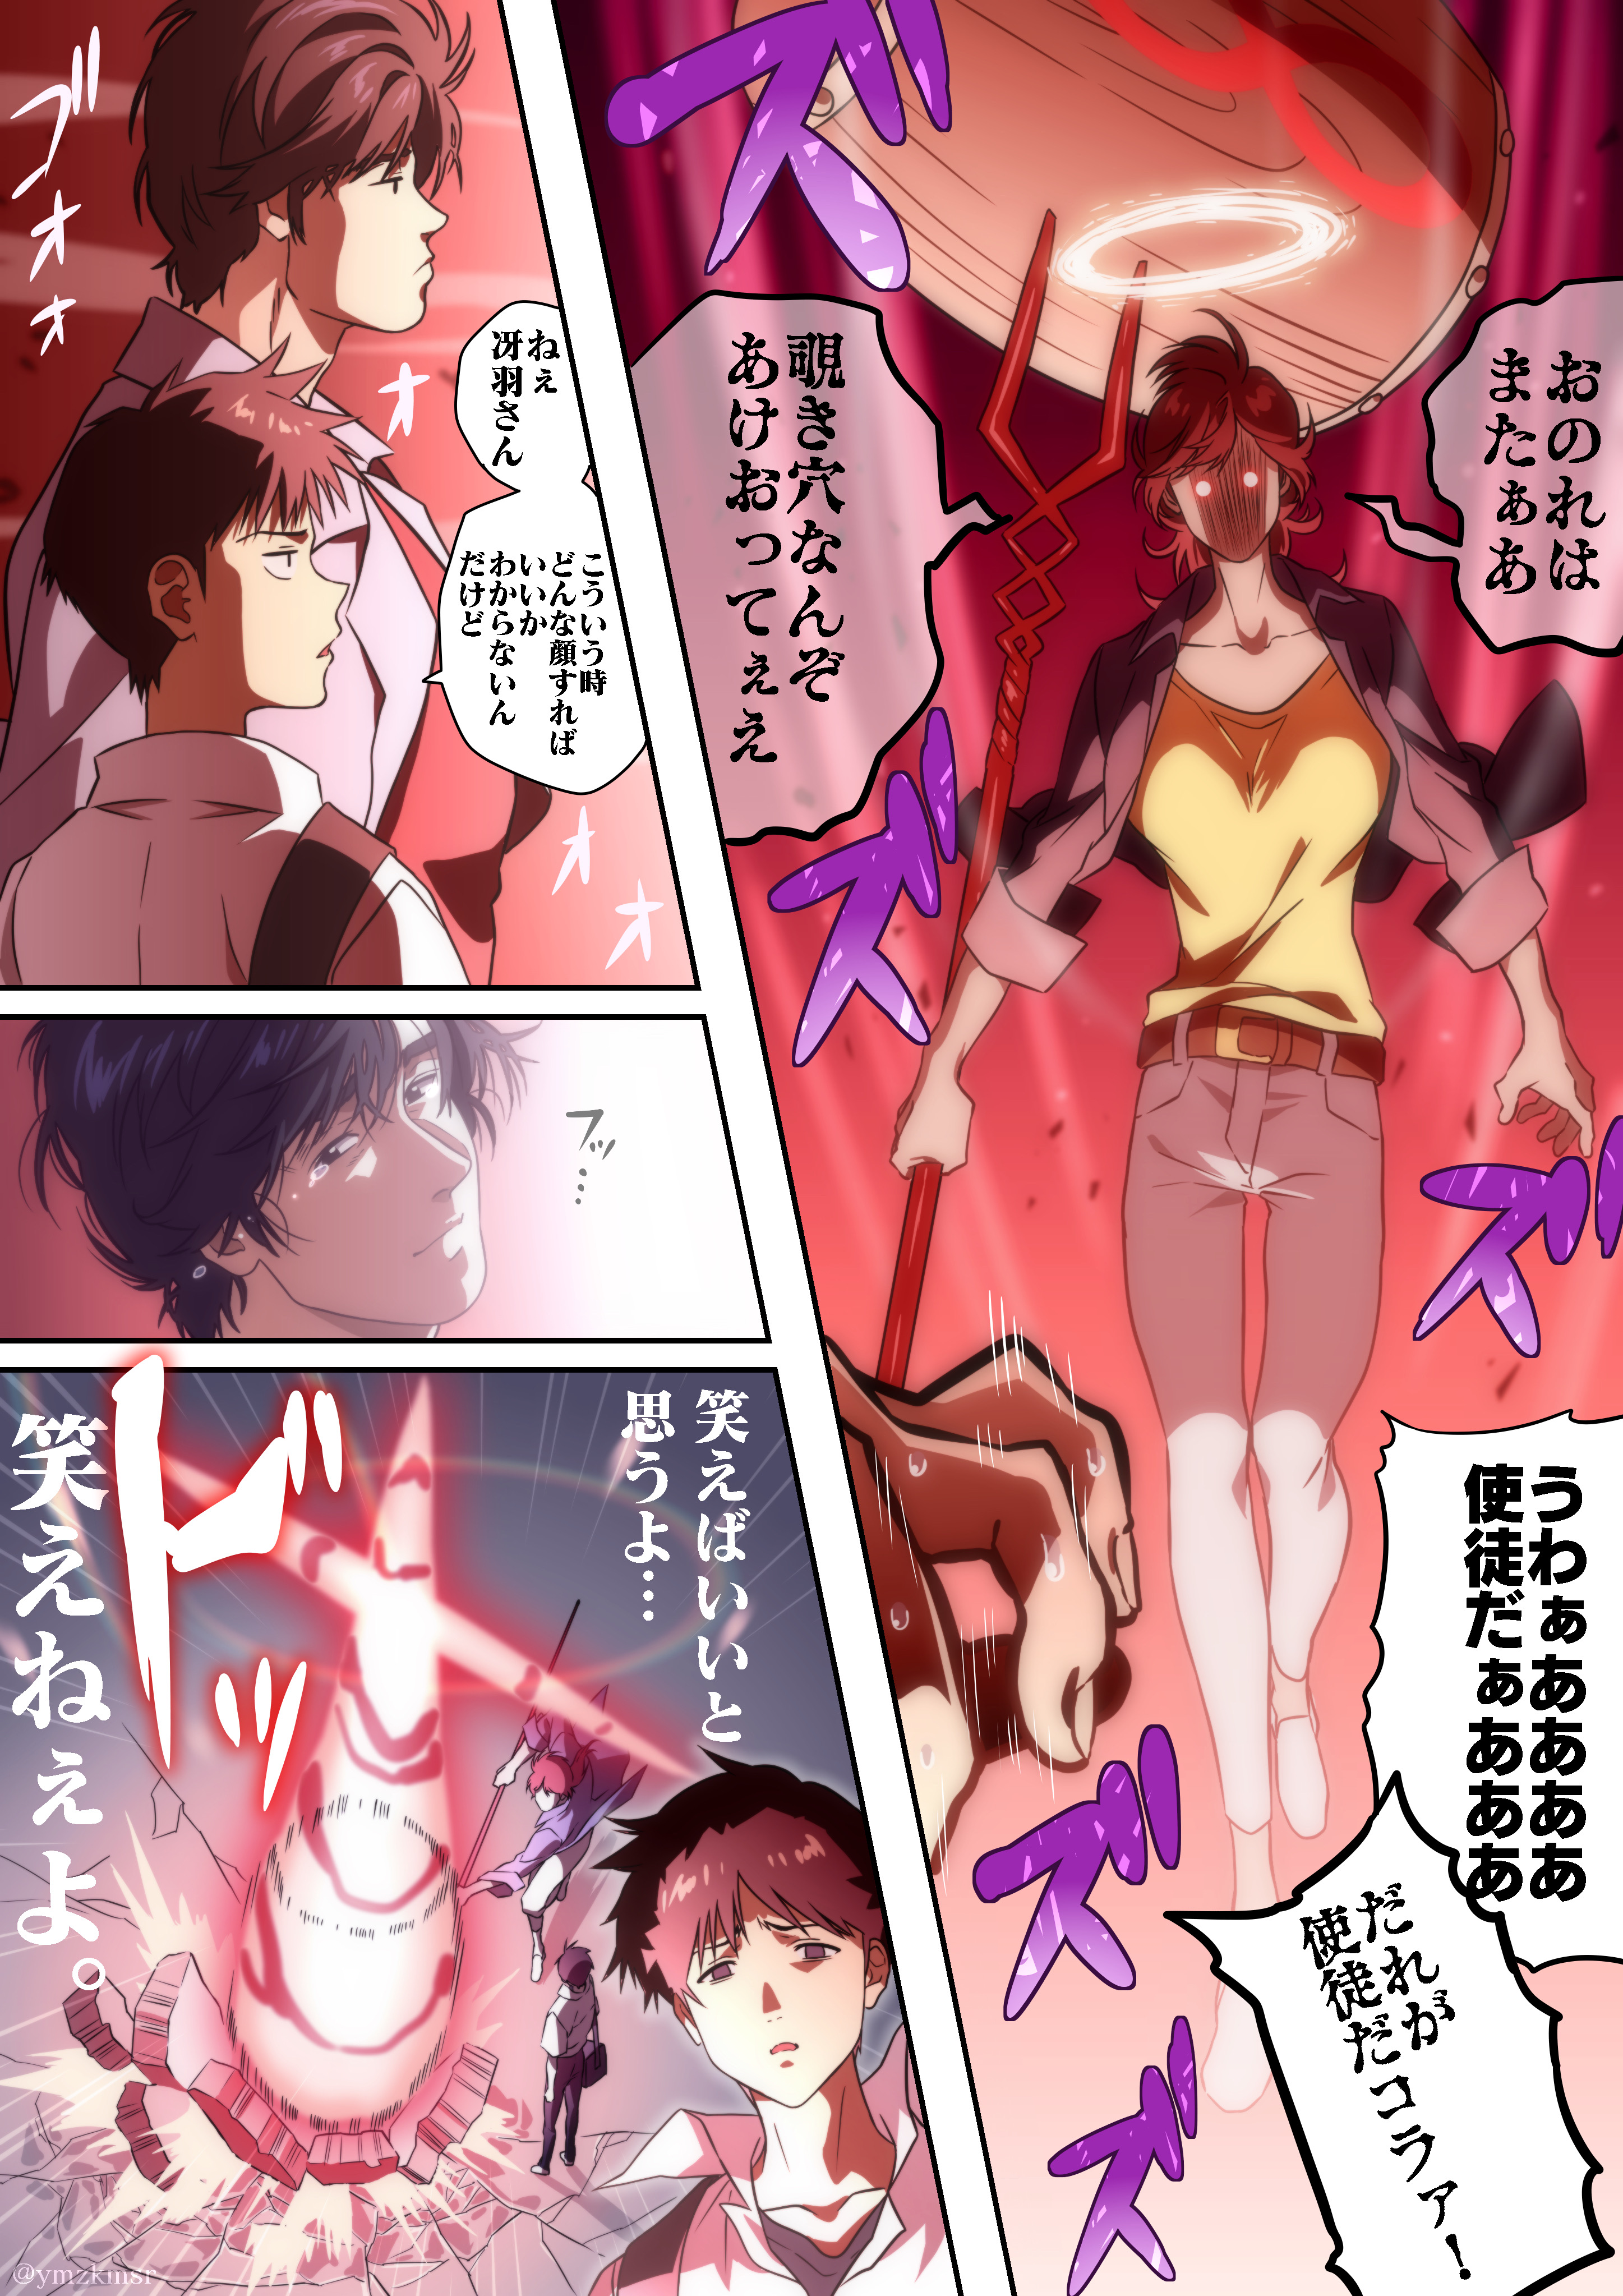 おのれは
またぁあ
覗き穴なんぞ
あけおってぇえ
ズ
ズ
ズ
ズ
ズ
うわぁああああ
使徒だぁああああ
だれが
使徒だコラァ！
ブォオォ
オ
オ
オ
ねぇ
冴羽さん
こういう時
どんな顔すれば
いいか
わからないん
だけど
フッ…
笑えばいいと
思うよ…
ドッ
笑えねぇよ。
@ymzkmsr